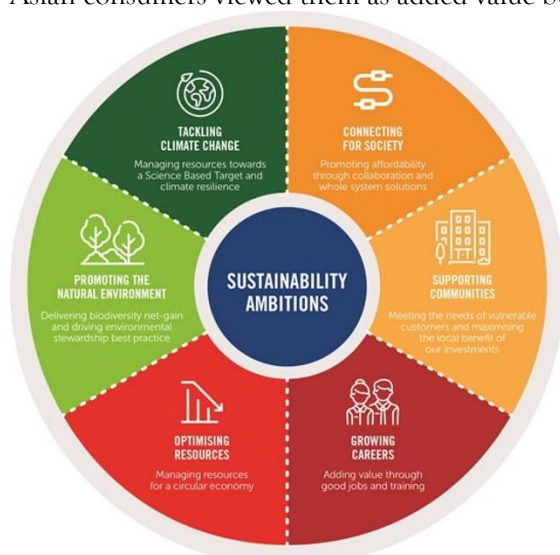 Asian consumers viewed them as added value b
TACKLING
CLIMATE CHANGE
Managing resources towards
a Science Based Target and
climate resilience
CONNECTING
FOR SOCIETY
Promoting affordability
through collaboration and
whole system solutions
PROMOTING THE
NATURAL ENVIRONMENT
Delivering biodiversity net-gain
and driving environmental
stewardship best practice
SUSTAINABILITY
AMBITIONS
SUPPORTING
COMMUNITIES
Meeting the needs of vulnerable
customers and maximising
the local benefit of
our investments
OPTIMISING
RESOURCES
Managing resources
for a circular economy
GROWING
CAREERS
Adding value through
good jobs and training